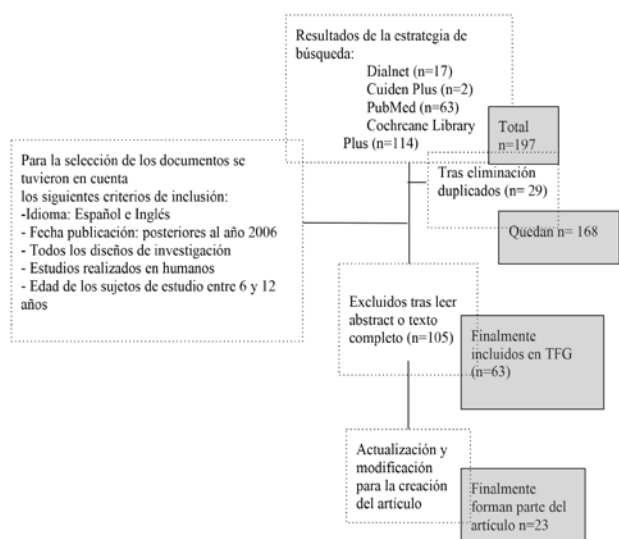 Resultados de la estrategia de
búsqueda:
Dialnet (n=17)
Cuiden Plus (n=2)
PubMed (n=63)
Cochrcane Library
Plus (n=114)
Total
n=197
Para la selección de los documentos se
tuvieron en cuenta
los siguientes criterios de inclusión:
-Idioma: Español e Inglés
- Fecha publicación: posteriores al año 2006
- Todos los diseños de investigación
- Estudios realizados en humanos
- Edad de los sujetos de estudio entre 6 y 12
años
Tras eliminación
duplicados (n= 29)
Quedan n= 168
Excluidos tras leer
abstract o texto
completo (n=105)
Finalmente
incluidos en TFG
(n=63)
Actualización y
modificación
para la creación
del artículo
Finalmente
forman parte del
artículo n=23